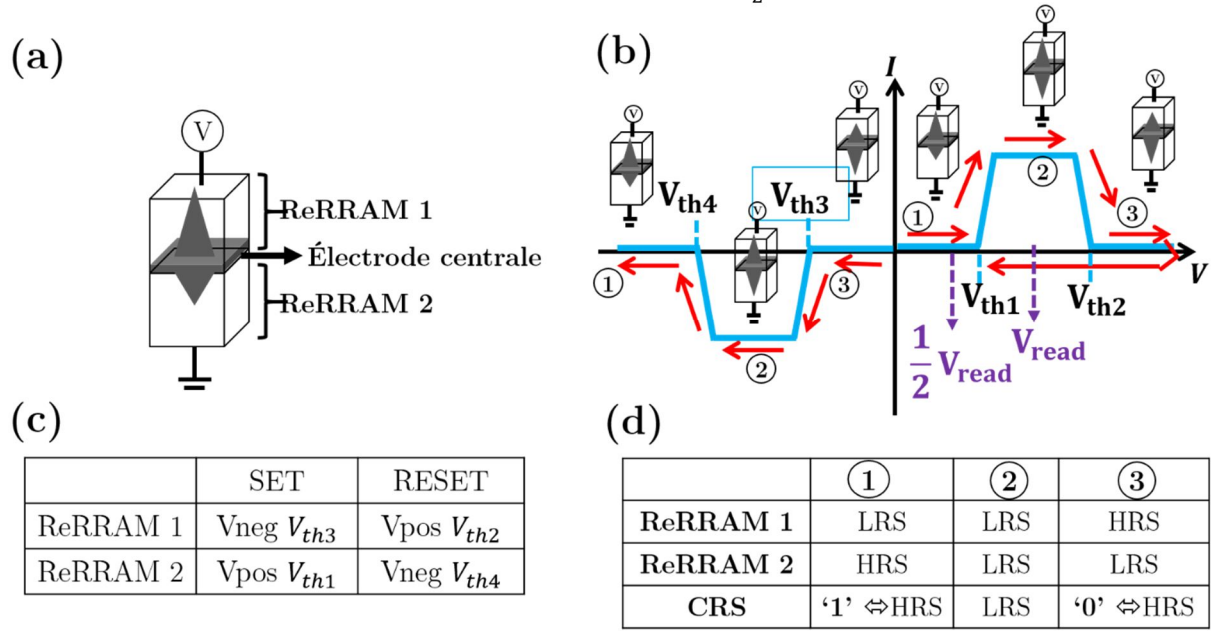 2
(a)
V
ReRRAM 1
Électrode centrale
ReRRAM 2
(b)
I
V
V
V
V
V
V
Vth4
Vth3
1
2
3
1
2
3
Vth1
Vth2
V
1/2 Vread
Vread
(c)
SET RESET
ReRRAM 1 Vneg Vth3 Vpos Vth2
ReRRAM 2 Vpos Vth1 Vneg Vth4
(d)
1 2 3
ReRRAM 1 LRS LRS HRS
ReRRAM 2 HRS LRS LRS
CRS ‘1’ ⇔HRS LRS ‘0’ ⇔HRS